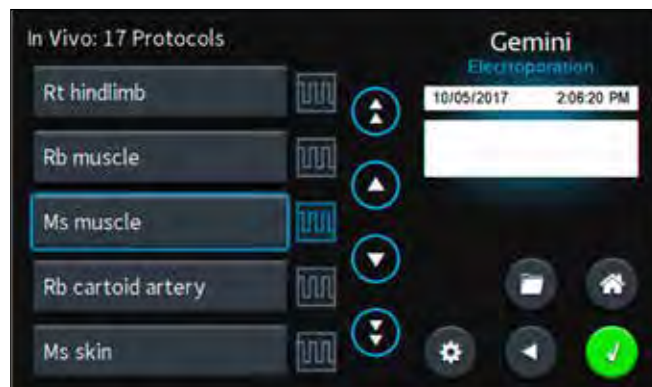 In Vivo: 17 Protocols
Rt hindlimb
Rb muscle
Ms muscle
Rb cartoid artery
Ms skin
Gemini
Electroporation
10/05/2017 2:06:20 PM